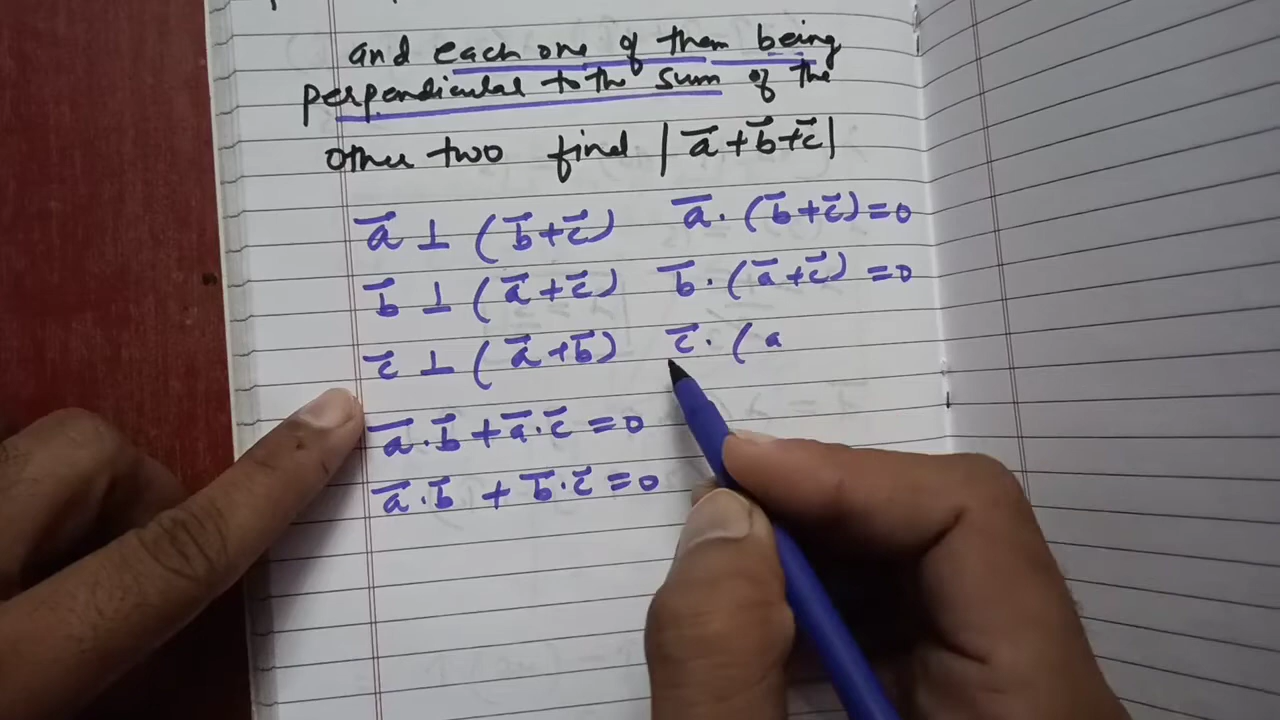 and each one of them being
perpendicular to the sum of the
other two find |a̅+b̅+c̅|
a̅ ⊥ (b̅+c̅) a̅·(b̅+c̅)=0
b̅ ⊥ (a̅+c̅) b̅·(a̅+c̅)=0
c̅ ⊥ (a̅+b̅) c̅·(a
a̅·b̅+a̅·c̅=0
a̅·b̅+b̅·c̅=0